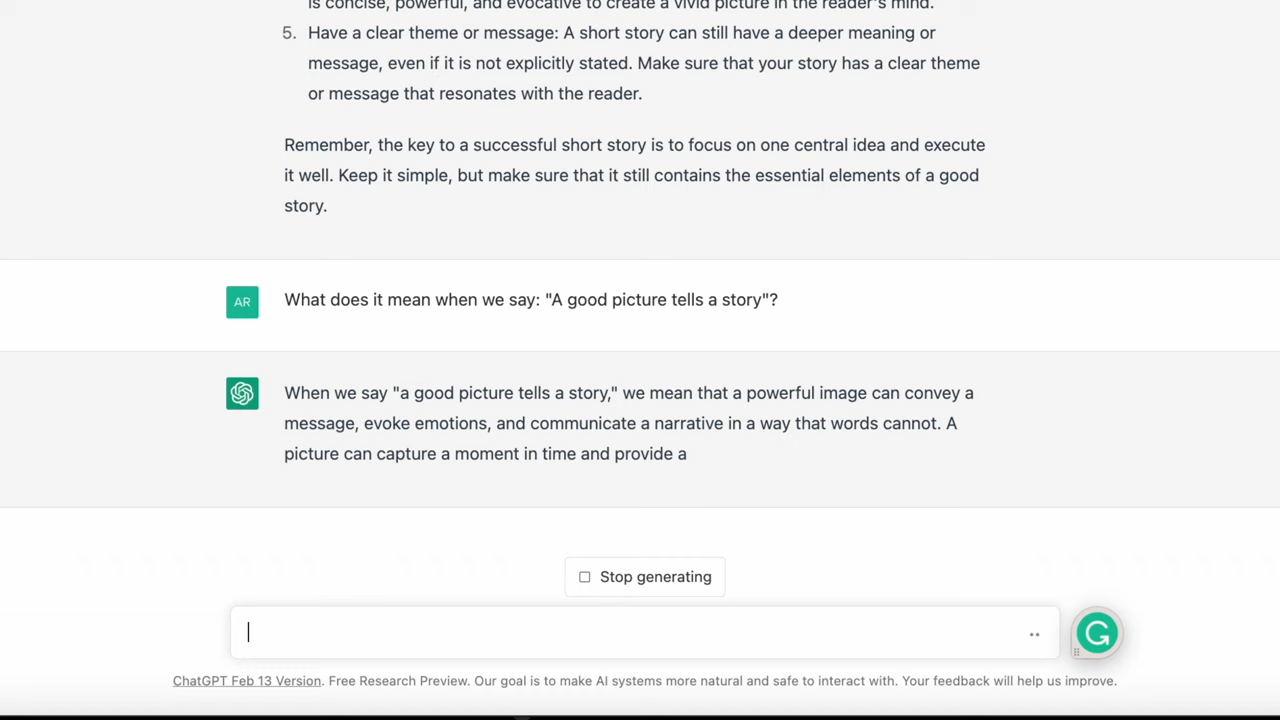 is concise, powerful, and evocative to create a vivid picture in the reader's mind.
5. Have a clear theme or message: A short story can still have a deeper meaning or
message, even if it is not explicitly stated. Make sure that your story has a clear theme
or message that resonates with the reader.
Remember, the key to a successful short story is to focus on one central idea and execute
it well. Keep it simple, but make sure that it still contains the essential elements of a good
story.
AR What does it mean when we say: "A good picture tells a story"?
When we say "a good picture tells a story," we mean that a powerful image can convey a
message, evoke emotions, and communicate a narrative in a way that words cannot. A
picture can capture a moment in time and provide a
Stop generating
ChatGPT Feb 13 Version. Free Research Preview. Our goal is to make AI systems more natural and safe to interact with. Your feedback will help us improve.